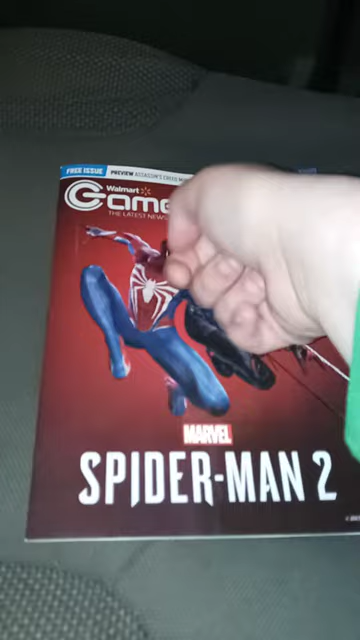 FREE ISSUE PREVIEW ASSASSIN'S CREED
Walmart
Game
THE LATEST NEWS
MARVEL
SPIDER-MAN 2